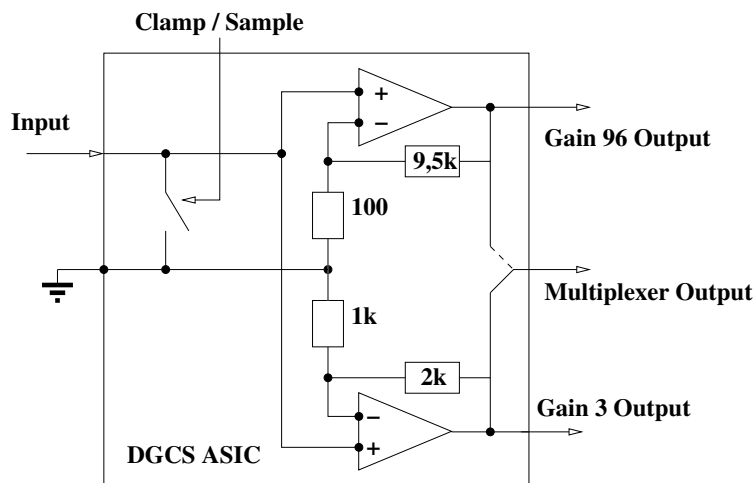 Clamp / Sample
Input
+
−
Gain 96 Output
9,5k
100
Multiplexer Output
1k
2k
Gain 3 Output
−
+
DGCS ASIC